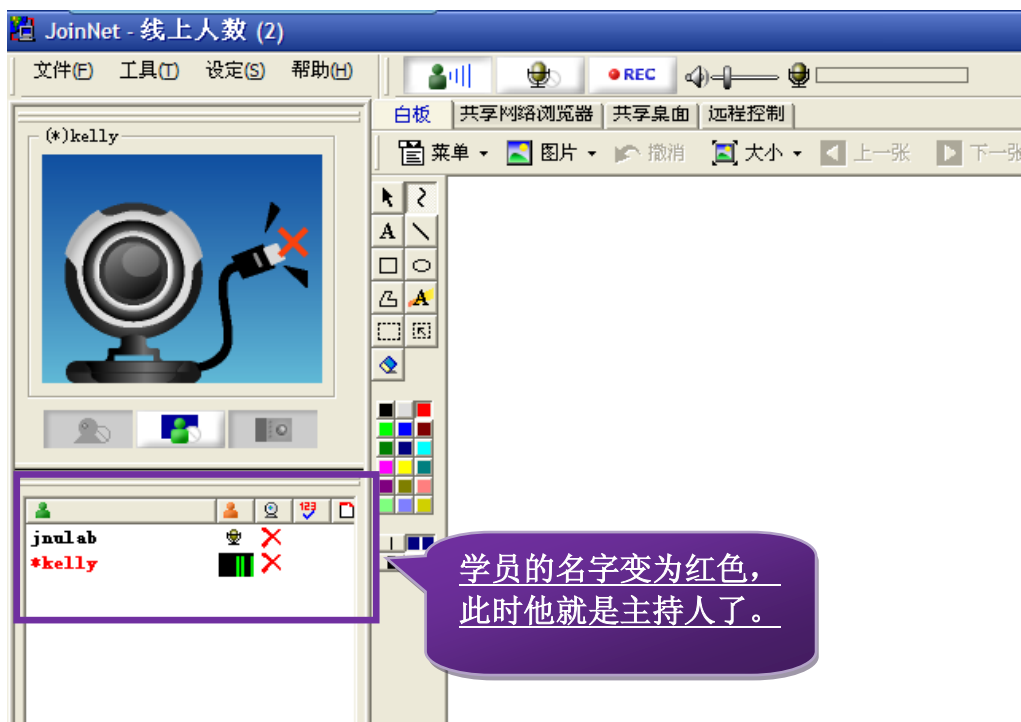 JoinNet - 线上人数 (2)
文件(F) 工具(T) 设定(S) 帮助(H)
REC
白板 共享网络浏览器 共享桌面 远程控制
(*)kelly
菜单 图片 撤消 大小 上一张 下一张
A
A
123
jnulab
*kelly
学员的名字变为红色，
此时他就是主持人了。